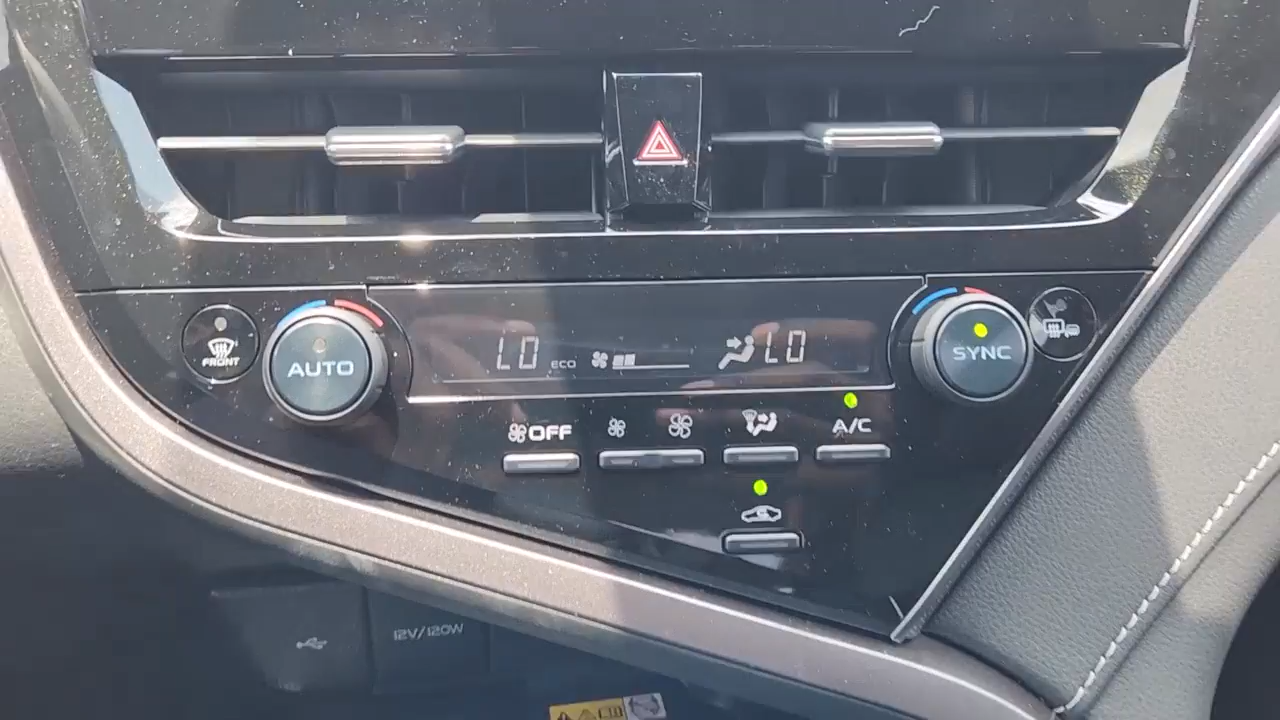 FRONT
AUTO
LO ECO
LO
SYNC
OFF
A/C
12V/120W